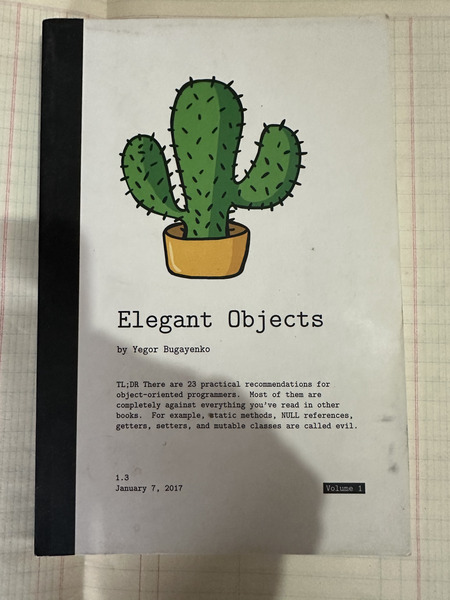 Elegant Objects
by Yegor Bugayenko
TL;DR There are 23 practical recommendations for
object-oriented programmers. Most of them are
completely against everything you've read in other
books. For example, static methods, NULL references,
getters, setters, and mutable classes are called evil.
1.3
January 7, 2017
Volume 1